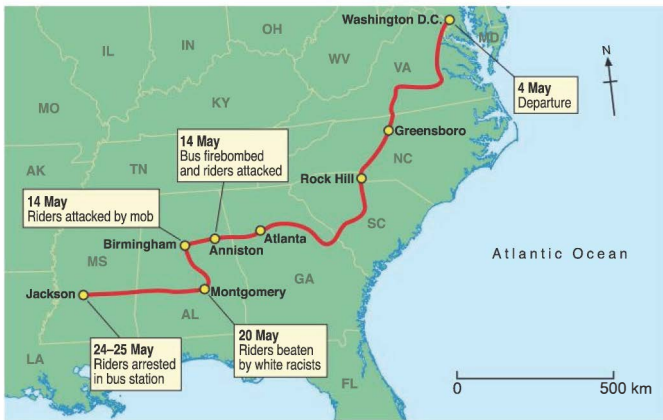 Washington D.C.
OH
MD
IL
IN
WV
VA
N
4 May
Departure
MO
KY
Greensboro
14 May
Bus firebombed
and riders attacked
AK
TN
NC
Rock Hill
14 May
Riders attacked by mob
SC
Birmingham
Anniston
Atlanta
Atlantic Ocean
MS
GA
Jackson
Montgomery
AL
24–25 May
Riders arrested
in bus station
20 May
Riders beaten
by white racists
LA
FL
0
500 km